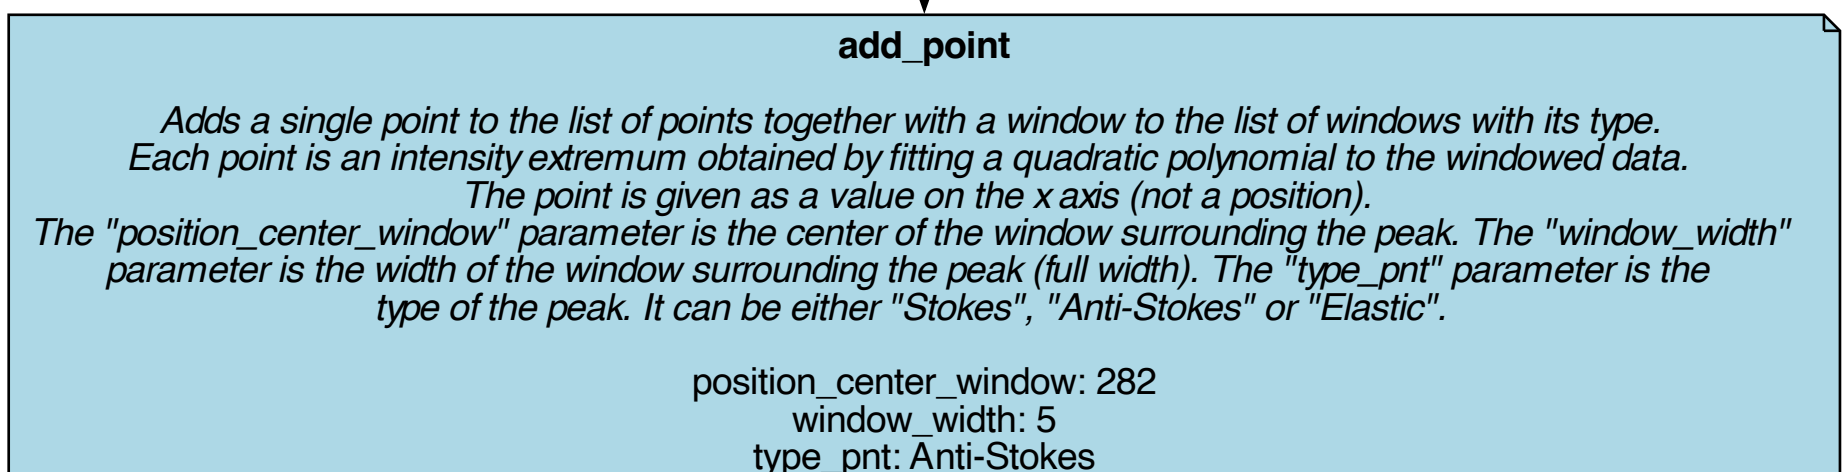 add_point
Adds a single point to the list of points together with a window to the list of windows with its type.
Each point is an intensity extremum obtained by fitting a quadratic polynomial to the windowed data.
The point is given as a value on the x axis (not a position).
The "position_center_window" parameter is the center of the window surrounding the peak. The "window_width"
parameter is the width of the window surrounding the peak (full width). The "type_pnt" parameter is the
type of the peak. It can be either "Stokes", "Anti-Stokes" or "Elastic".
position_center_window: 282
window_width: 5
type_pnt: Anti-Stokes